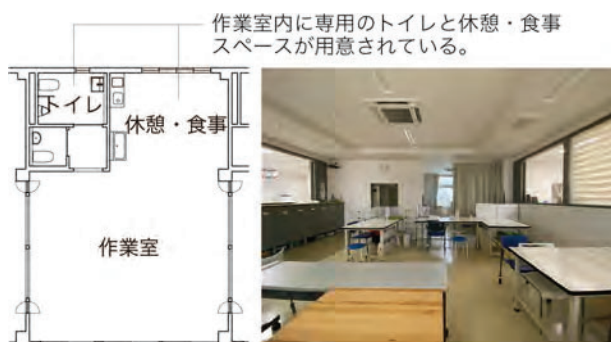 作業室内に専用のトイレと休憩・食事
スペースが用意されている。
トイレ
休憩・食事
作業室